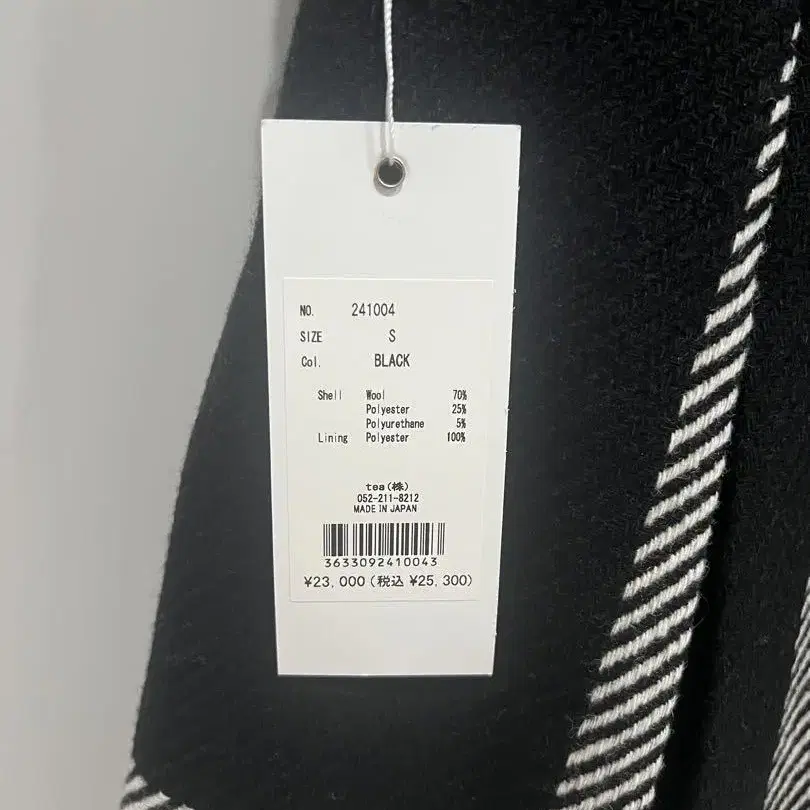 NO. 241004
SIZE S
Col. BLACK
Shell Wool 70%
Polyester 25%
Polyurethane 5%
Lining Polyester 100%
tea(株)
052-211-8212
MADE IN JAPAN
3633092410043
¥23,000(税込 ¥25,300)